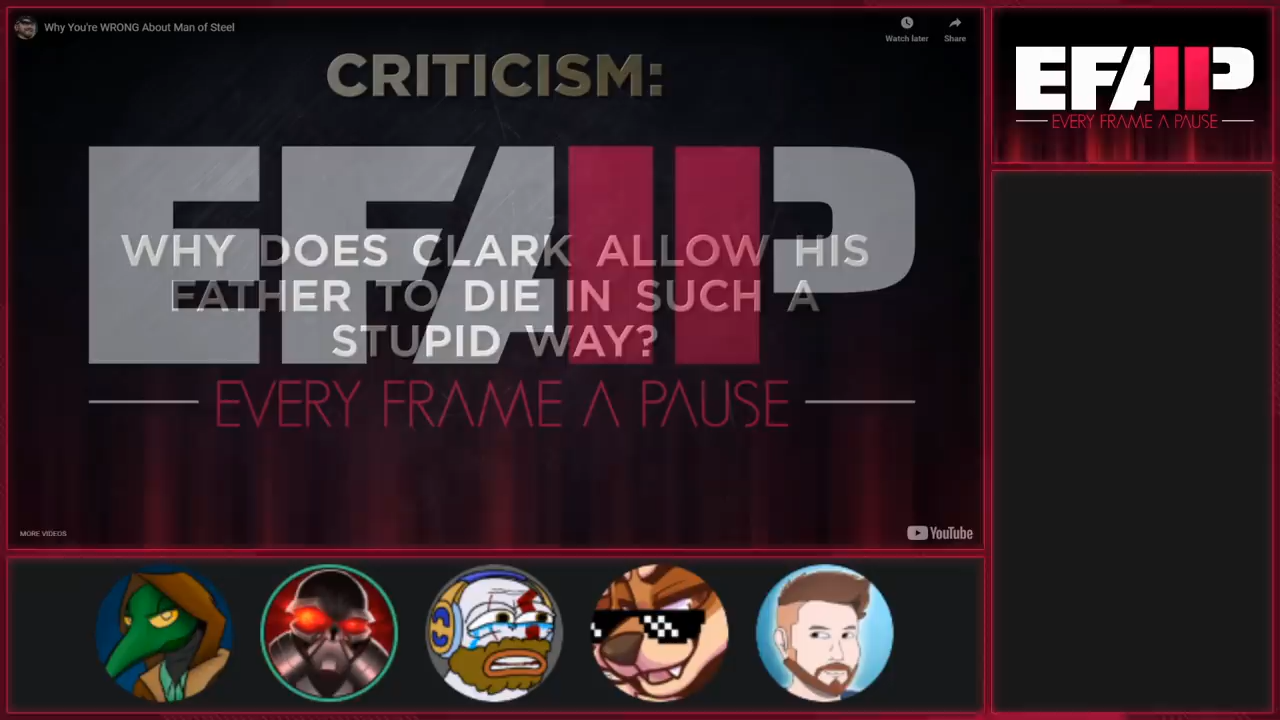 Why You're WRONG About Man of Steel
Watch later
Share
CRITICISM:
EFAP
WHY DOES CLARK ALLOW HIS
FATHER TO DIE IN SUCH A
STUPID WAY?
EVERY FRAME A PAUSE
MORE VIDEOS
YouTube
EFAP
EVERY FRAME A PAUSE